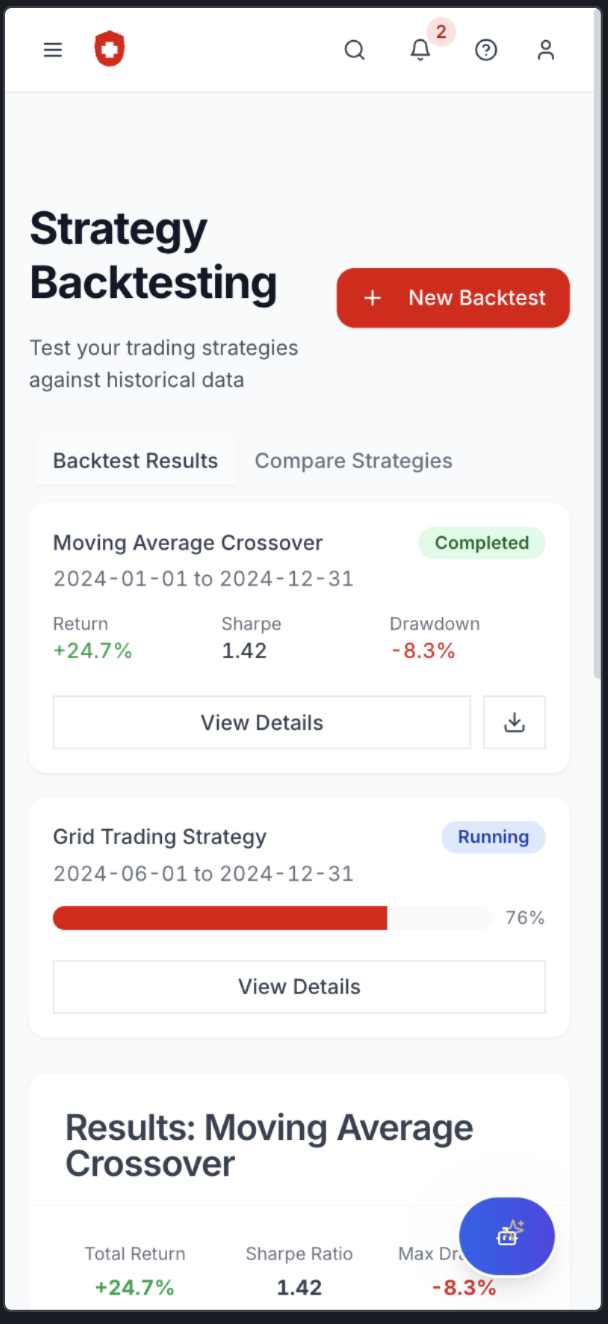 2
Strategy
Backtesting
New Backtest
Test your trading strategies
against historical data
Backtest Results
Compare Strategies
Moving Average Crossover
Completed
2024-01-01 to 2024-12-31
Return
Sharpe
Drawdown
+24.7%
1.42
-8.3%
View Details
Grid Trading Strategy
Running
2024-06-01 to 2024-12-31
76%
View Details
Results: Moving Average
Crossover
Total Return
Sharpe Ratio
Max
+24.7%
1.42
-8.3%